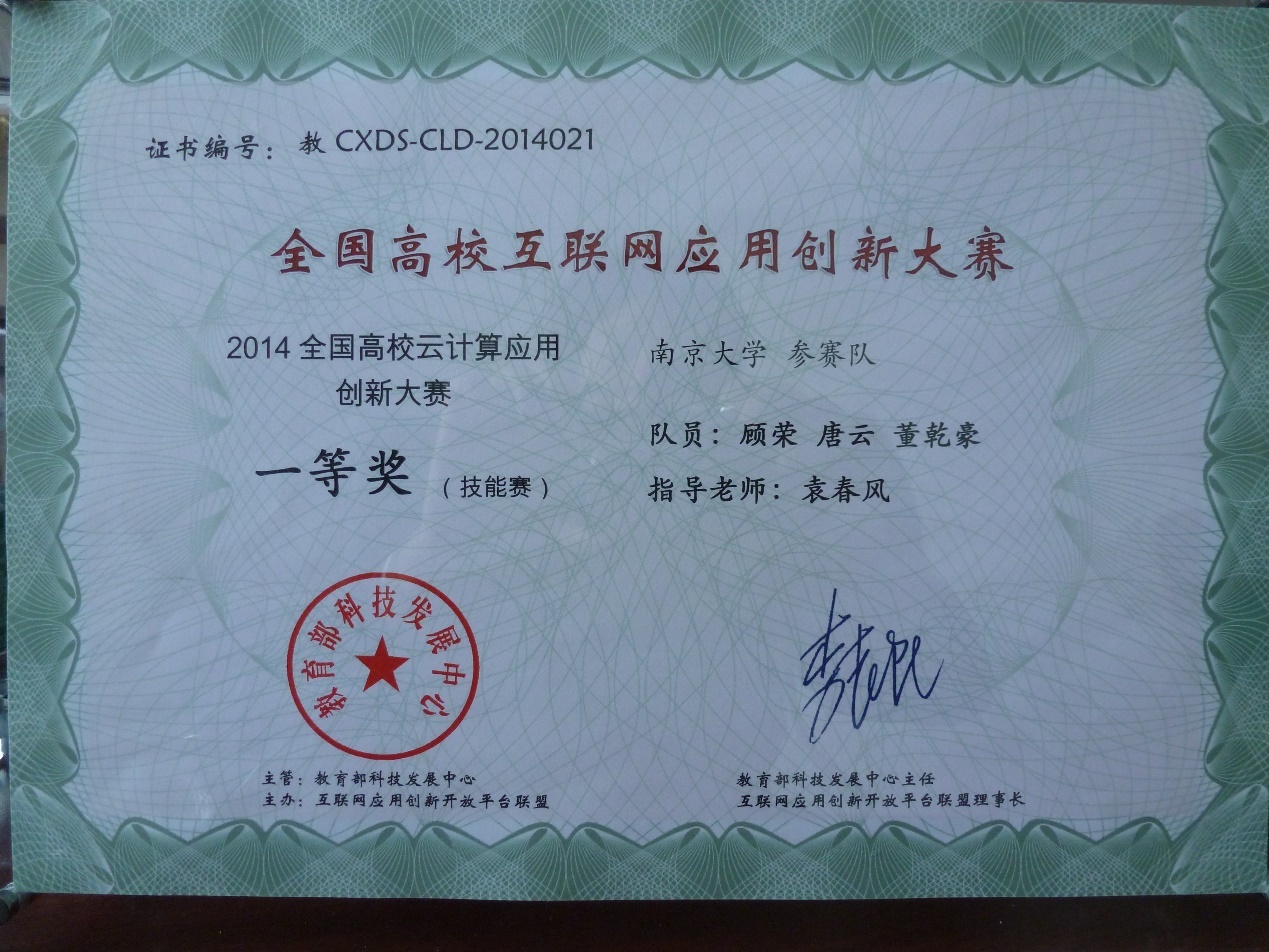 证书编号：教 CXDS-CLD-2014021
全国高校互联网应用创新大赛
2014 全国高校云计算应用
创新大赛
一等奖（技能赛）
南京大学 参赛队
队员：顾荣 唐云 董乾豪
指导老师：袁春风
教育部科技发展中心
主管：教育部科技发展中心
主办：互联网应用创新开放平台联盟
教育部科技发展中心主任
互联网应用创新开放平台联盟理事长